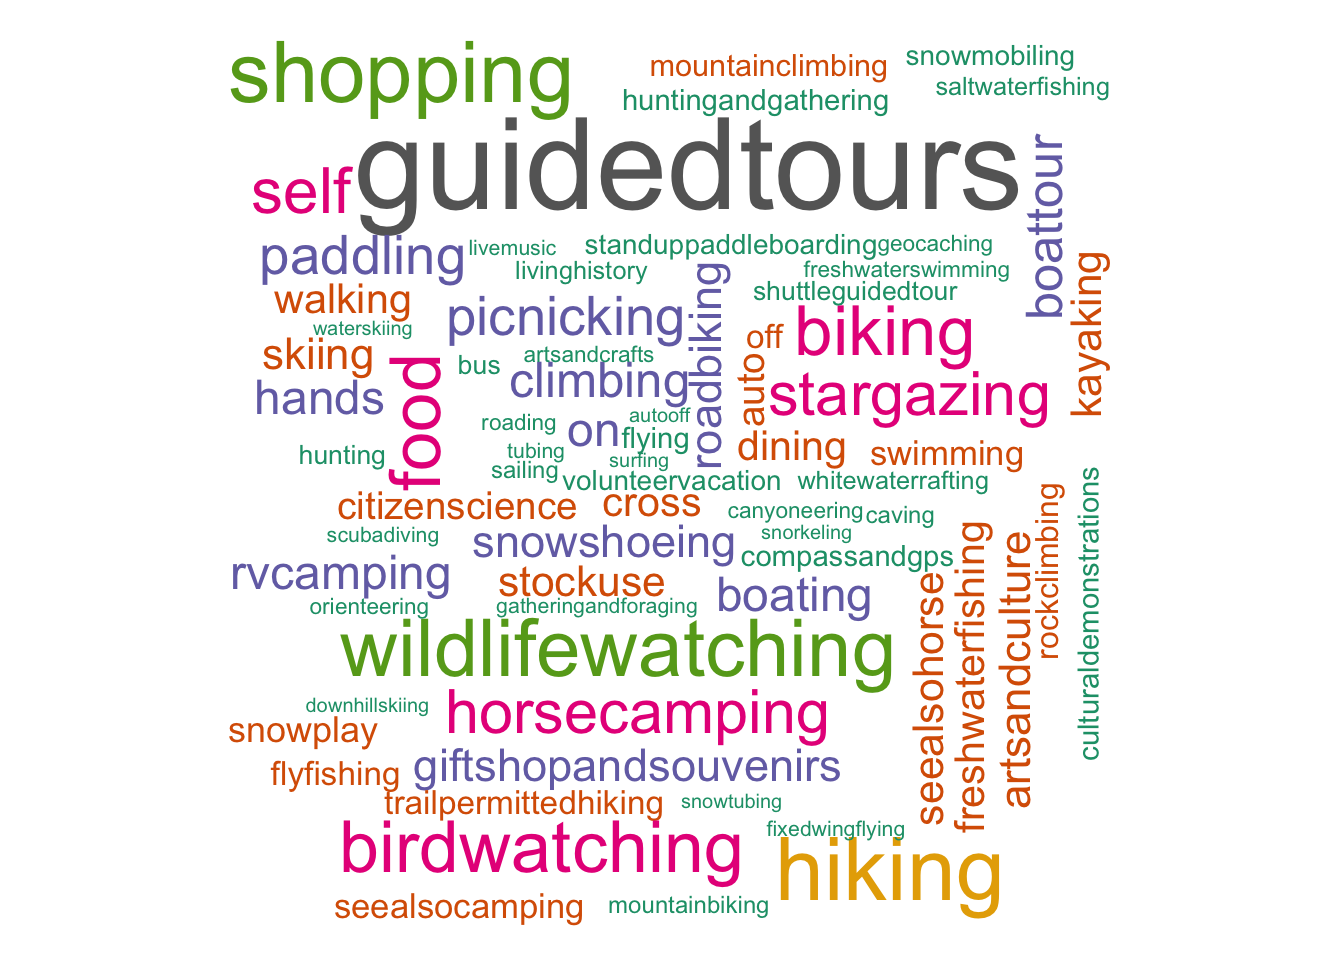 shopping
mountainclimbing
snowmobiling
saltwaterfishing
huntingandgathering
guidedtours
self
boattour
paddling
livemusic
standuppaddleboarding
geocaching
livinghistory
freshwaterswimming
kayaking
walking
shuttleguidedtour
waterskiing
picnicking
roadbiking
off
biking
skiing
bus
artsandcrafts
food
hands
climbing
auto
stargazing
roading
on
autooff
flying
dining
swimming
hunting
tubing
surfing
sailing
volunteervacation
whitewaterrafting
citizenscience
cross
canyoneering
caving
scubadiving
snowshoeing
snorkeling
compassandgps
rvcamping
stockuse
boating
orienteering
gatheringandforaging
seealsohorse
freshwaterfishing
artsandculture
rockclimbing
culturaldemonstrations
wildlifewatching
downhillskiing
horsecamping
snowplay
flyfishing
giftshopandsouvenirs
trailpermittedhiking
snowtubing
birdwatching
fixedwingflying
hiking
seealsocamping
mountainbiking